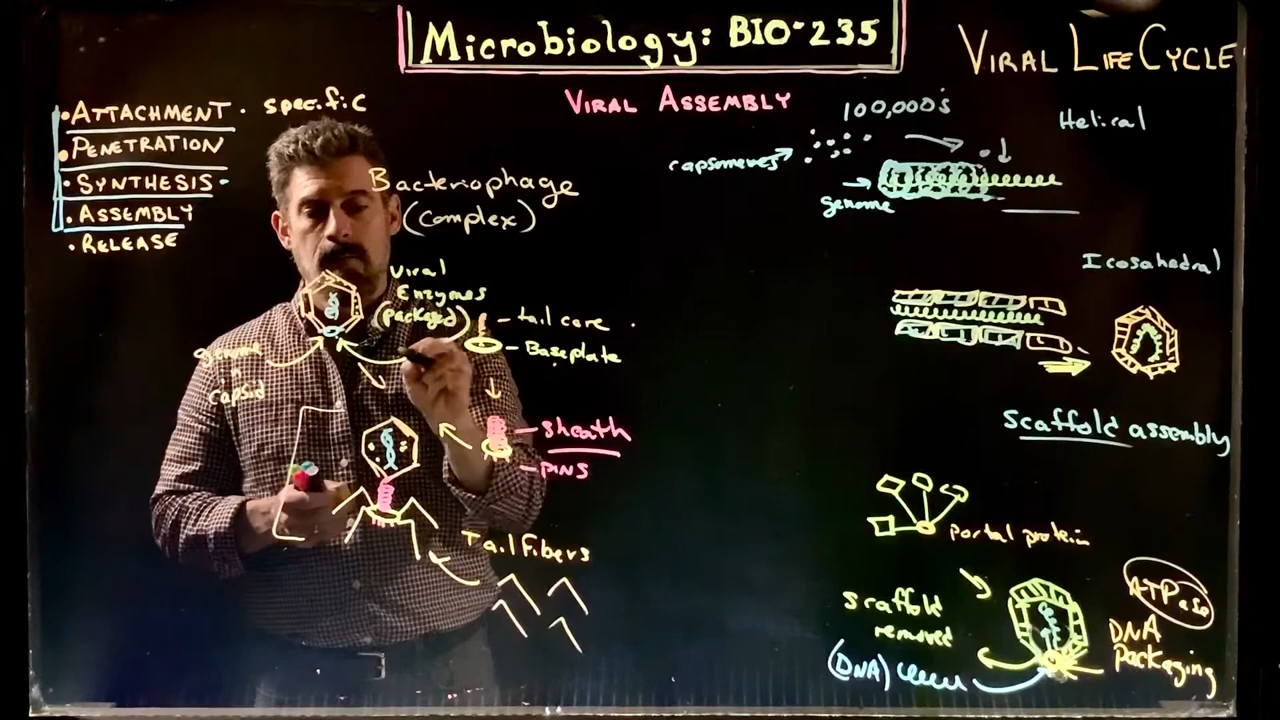 Microbiology: BIO-235
VIRAL LIFE CYCLE
VIRAL ASSEMBLY
• ATTACHMENT • specific
• PENETRATION
• SYNTHESIS •
• ASSEMBLY
• RELEASE
Bacteriophage
(complex)
Viral
Enzymes
(packaged)
genome
capsid
- tail core
- Baseplate
- sheath
- PINS
Tail Fibers
100,000's
capsomeres
genome
Helical
Icosahedral
Scaffold assembly
portal protein
Scaffold
removed
(DNA)
ATPase
DNA
Packaging